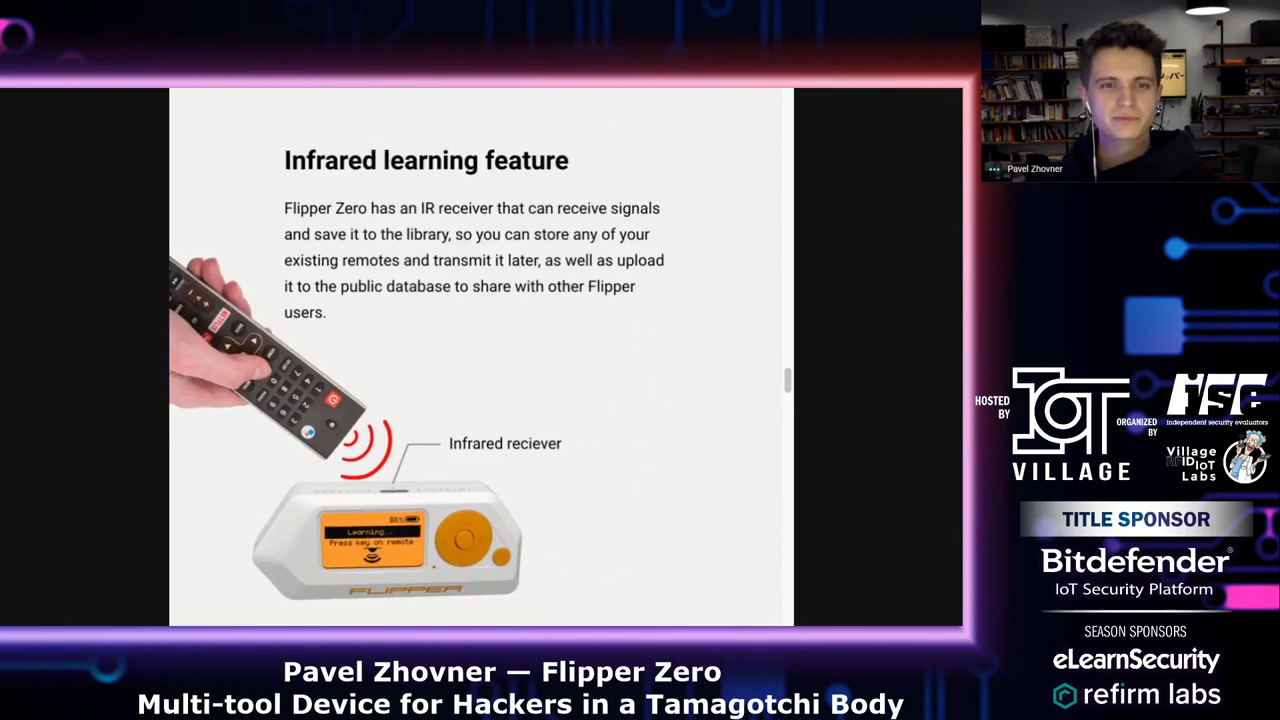 Infrared learning feature
Flipper Zero has an IR receiver that can receive signals
and save it to the library, so you can store any of your
existing remotes and transmit it later, as well as upload
it to the public database to share with other Flipper
users.
NETFLIX
Infrared reciever
Learning..
Press key on remote
FLIPPER
Pavel Zhovner
HOSTED
BY
IOT
VILLAGE
ORGANIZED
BY
ISE
independent security evaluators
Village
RFIDIoT
Labs
TITLE SPONSOR
Bitdefender®
IoT Security Platform
SEASON SPONSORS
eLearnSecurity
refirm labs
Pavel Zhovner — Flipper Zero
Multi-tool Device for Hackers in a Tamagotchi Body